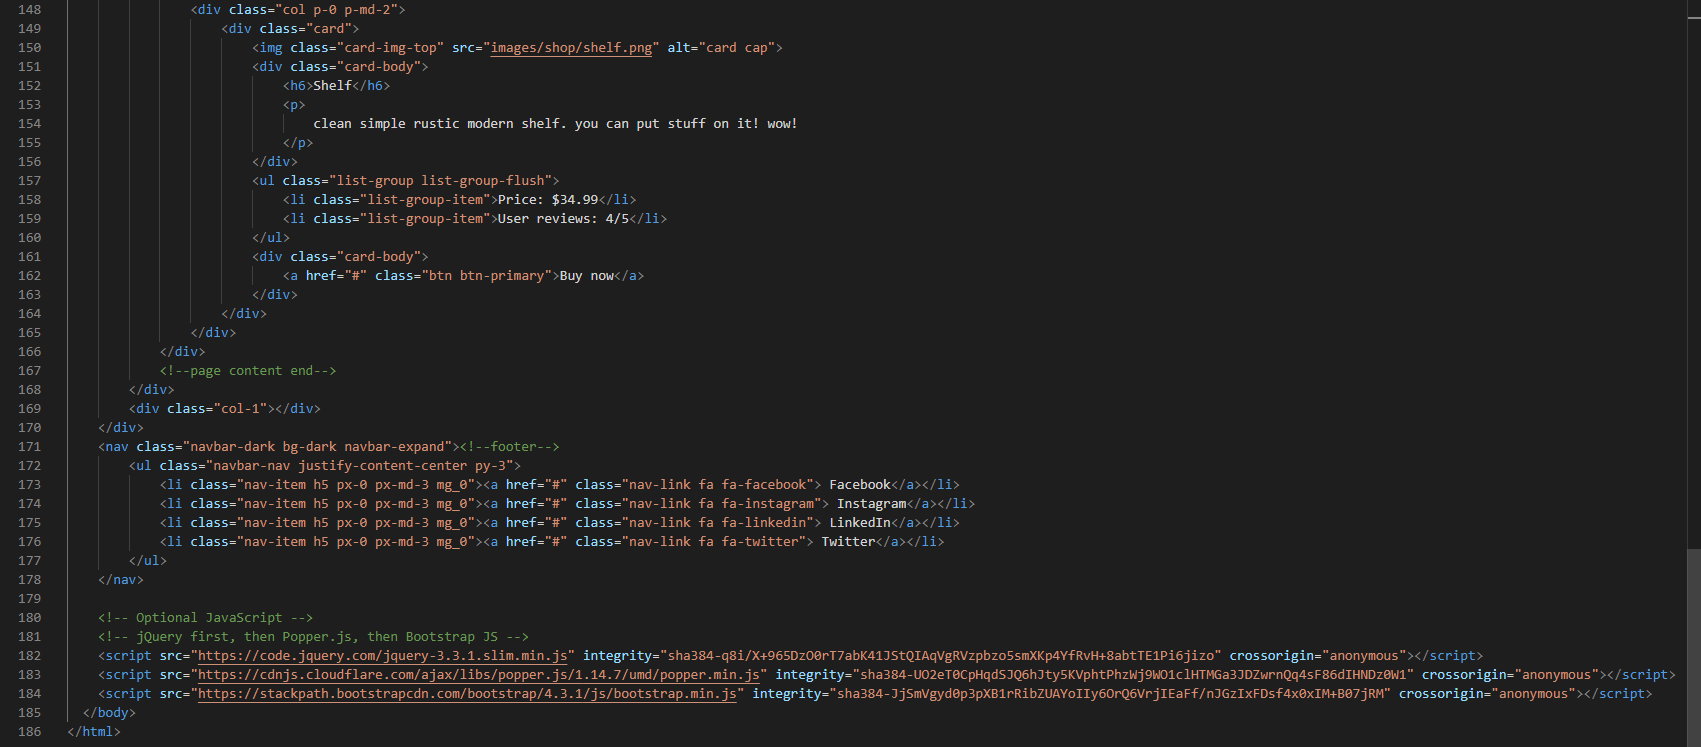 148 <div class="col p-0 p-md-2">
149 <div class="card">
150 <img class="card-img-top" src="images/shop/shelf.png" alt="card cap">
151 <div class="card-body">
152 <h6>Shelf</h6>
153 <p>
154 clean simple rustic modern shelf. you can put stuff on it! wow!
155 </p>
156 </div>
157 <ul class="list-group list-group-flush">
158 <li class="list-group-item">Price: $34.99</li>
159 <li class="list-group-item">User reviews: 4/5</li>
160 </ul>
161 <div class="card-body">
162 <a href="#" class="btn btn-primary">Buy now</a>
163 </div>
164 </div>
165 </div>
166 </div>
167 <!--page content end-->
168 </div>
169 <div class="col-1"></div>
170 </div>
171 <nav class="navbar-dark bg-dark navbar-expand"><!--footer-->
172 <ul class="navbar-nav justify-content-center py-3">
173 <li class="nav-item h5 px-0 px-md-3 mg_0"><a href="#" class="nav-link fa fa-facebook"> Facebook</a></li>
174 <li class="nav-item h5 px-0 px-md-3 mg_0"><a href="#" class="nav-link fa fa-instagram"> Instagram</a></li>
175 <li class="nav-item h5 px-0 px-md-3 mg_0"><a href="#" class="nav-link fa fa-linkedin"> LinkedIn</a></li>
176 <li class="nav-item h5 px-0 px-md-3 mg_0"><a href="#" class="nav-link fa fa-twitter"> Twitter</a></li>
177 </ul>
178 </nav>
179
180 <!-- Optional JavaScript -->
181 <!-- jQuery first, then Popper.js, then Bootstrap JS -->
182 <script src="https://code.jquery.com/jquery-3.3.1.slim.min.js" integrity="sha384-q8i/X+965DzO0rT7abK41JStQIAqVgRVzpbzo5smXKp4YfRvH+8abtTE1Pi6jizo" crossorigin="anonymous"></script>
183 <script src="https://cdnjs.cloudflare.com/ajax/libs/popper.js/1.14.7/umd/popper.min.js" integrity="sha384-UO2eT0CpHqdSJQ6hJty5KVphtPhzWj9WO1clHTMGa3JDZwrnQq4sF86dIHNDz0W1" crossorigin="anonymous"></script>
184 <script src="https://stackpath.bootstrapcdn.com/bootstrap/4.3.1/js/bootstrap.min.js" integrity="sha384-JjSmVgyd0p3pXB1rRibZUAYoIIy6OrQ6VrjIEaFf/nJGzIxFDsf4x0xIM+B07jRM" crossorigin="anonymous"></script>
185 </body>
186 </html>